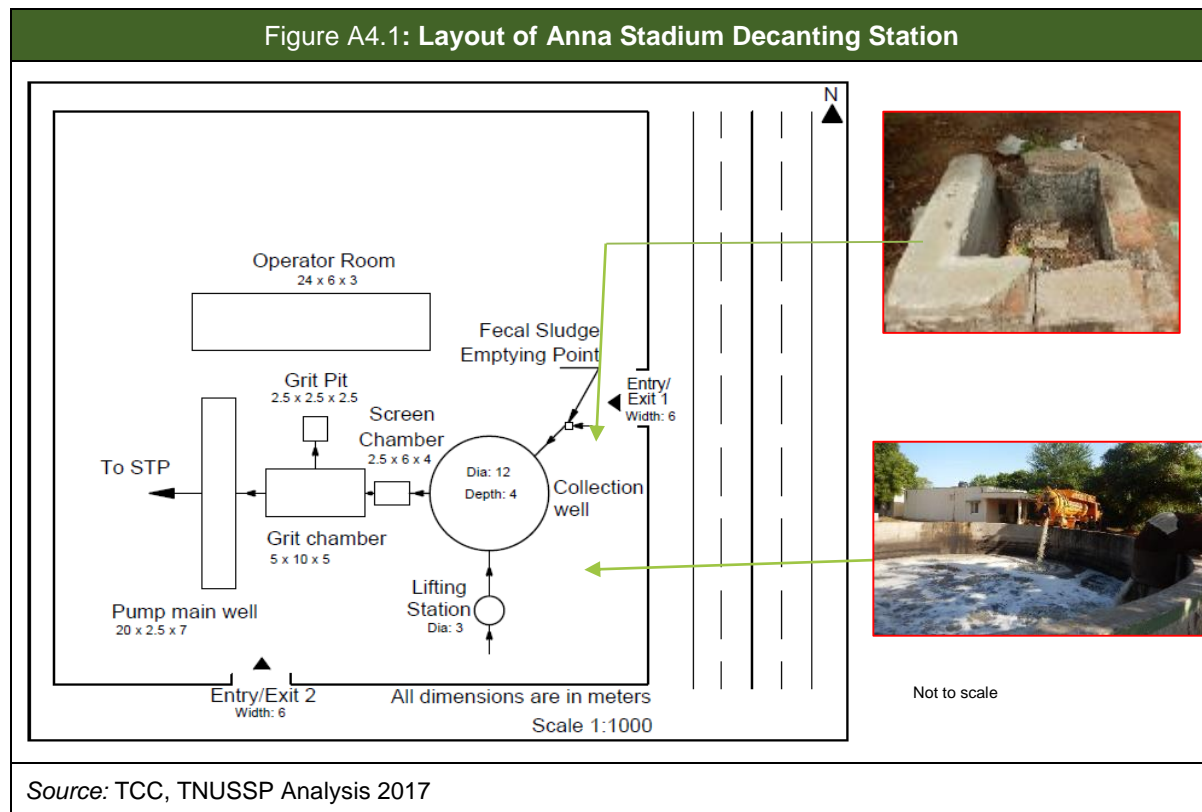 Figure A4.1: Layout of Anna Stadium Decanting Station
N
Operator Room
24 x 6 x 3
Fecal Sludge
Emptying Point
Entry/
Exit 1
Width: 6
Grit Pit
2.5 x 2.5 x 2.5
Screen
Chamber
2.5 x 6 x 4
To STP
Dia: 12
Depth: 4
Collection
well
Grit chamber
5 x 10 x 5
Lifting
Station
Dia: 3
Pump main well
20 x 2.5 x 7
Entry/Exit 2
Width: 6
All dimensions are in meters
Scale 1:1000
Not to scale
Source: TCC, TNUSSP Analysis 2017